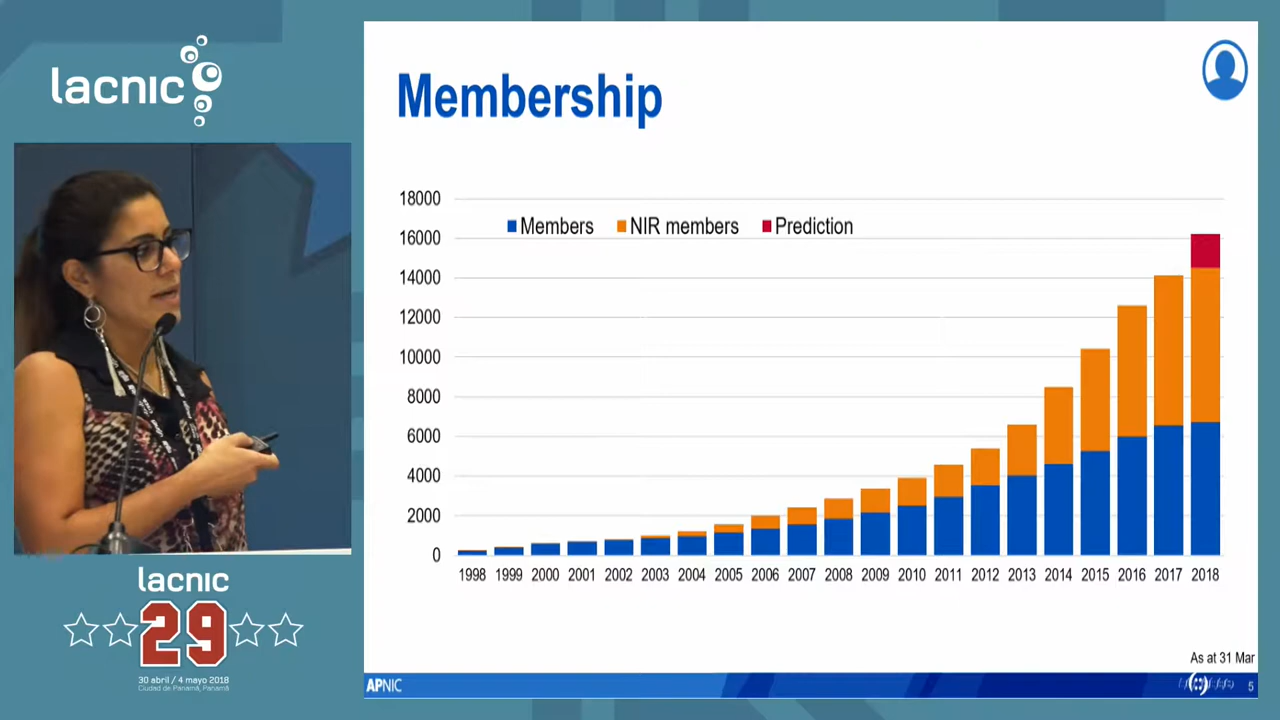 lacnic
Membership
18000
16000
14000
12000
10000
8000
6000
4000
2000
0
Members NIR members Prediction
1998 1999 2000 2001 2002 2003 2004 2005 2006 2007 2008 2009 2010 2011 2012 2013 2014 2015 2016 2017 2018
As at 31 Mar
APNIC
5
lacnic
29
30 abril / 4 mayo 2018
Ciudad de Panamá, Panamá